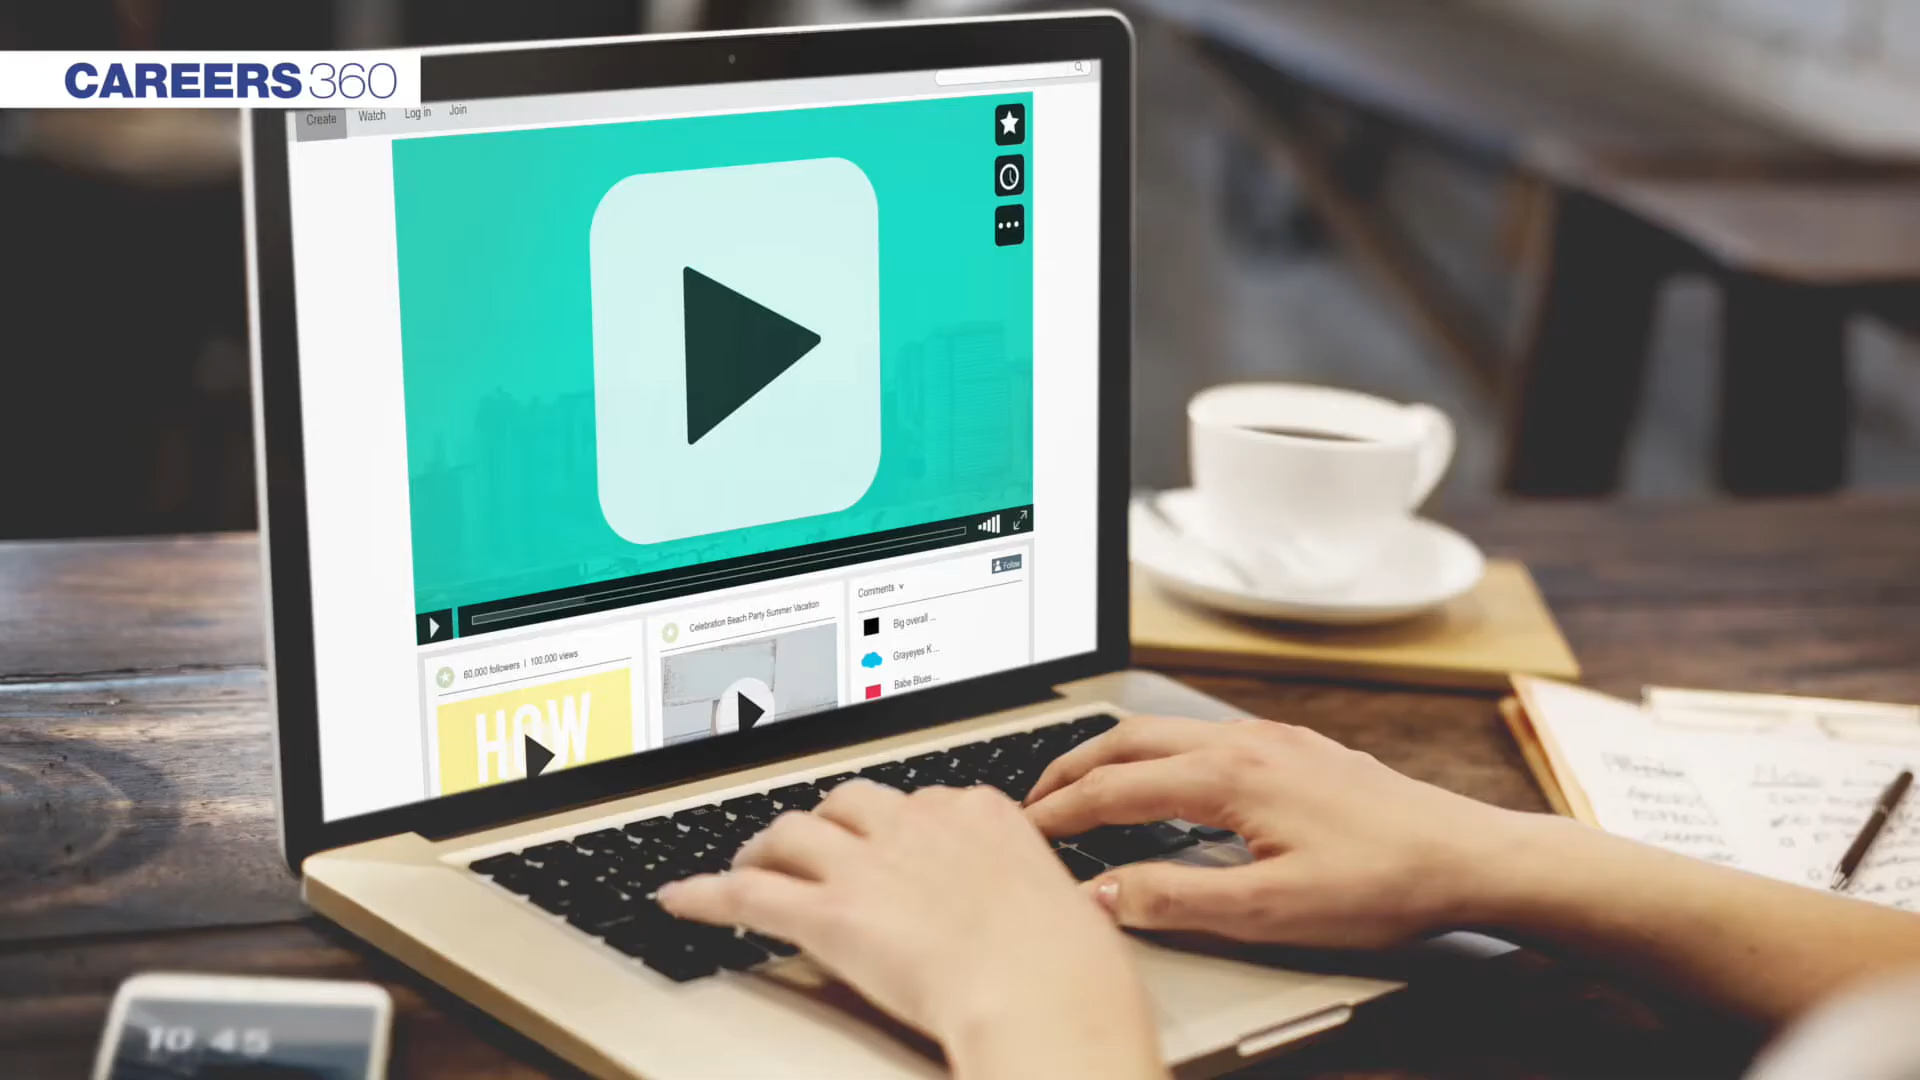 CAREERS360
Create Watch Log in Join
Follow
Comments
Celebration Beach Party Summer Vacation
Big overall ...
60,000 followers | 100,000 views
Grayeyes K ...
Babe Blues ...
HOW
10:45